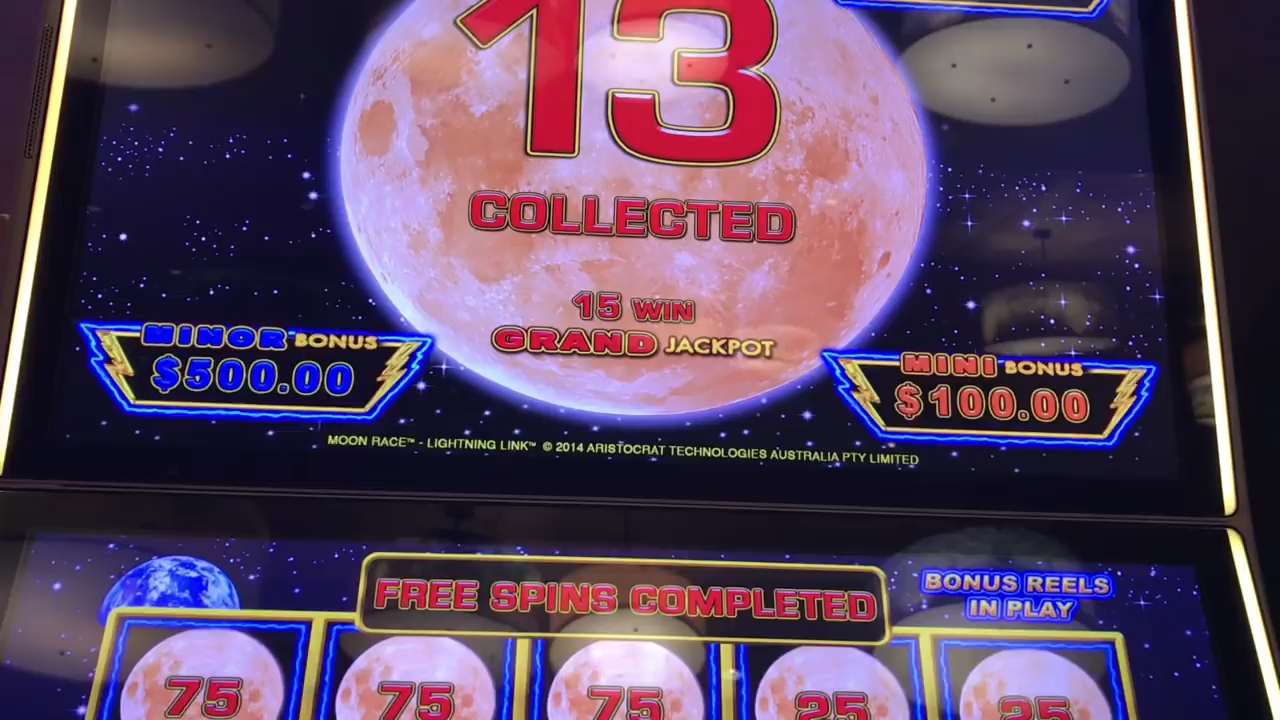 13
COLLECTED
15 WIN
GRAND JACKPOT
MINOR BONUS
$500.00
MINI BONUS
$100.00
MOON RACE™ - LIGHTNING LINK™ © 2014 ARISTOCRAT TECHNOLOGIES AUSTRALIA PTY LIMITED
FREE SPINS COMPLETED
BONUS REELS
IN PLAY
75 75 75 25 25